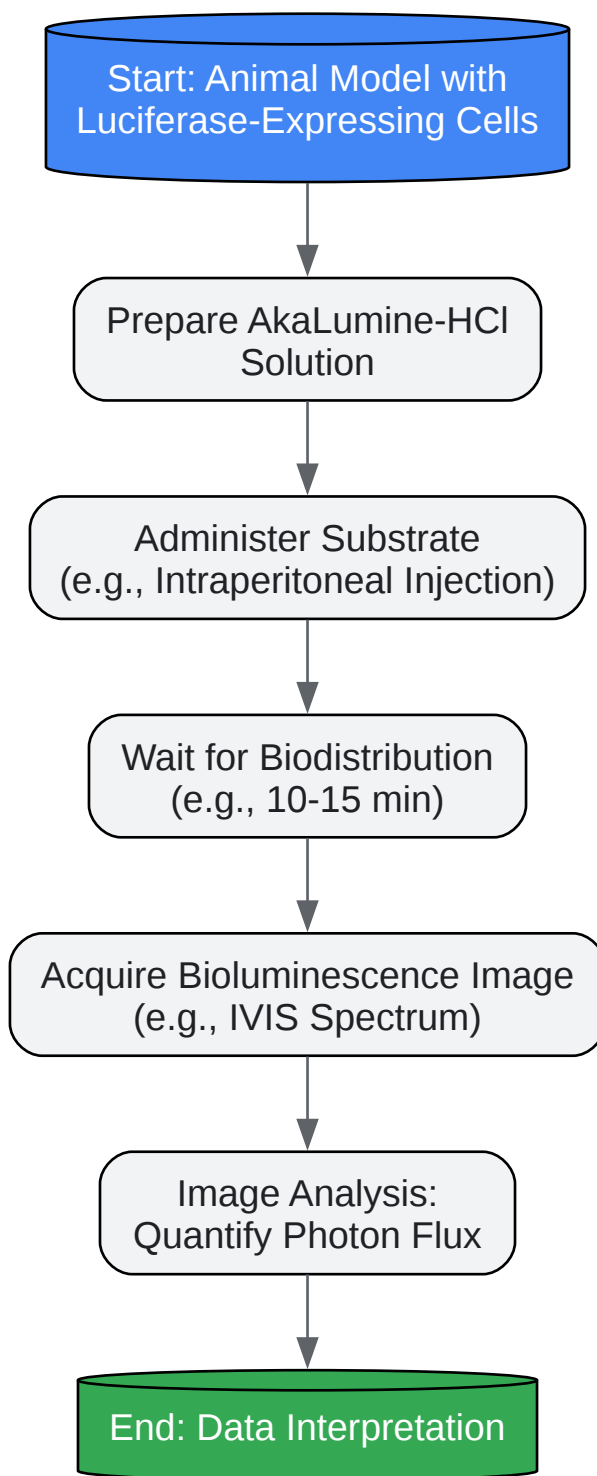 Start: Animal Model with
Luciferase-Expressing Cells
Prepare AkaLumine-HCl
Solution
Administer Substrate
(e.g., Intraperitoneal Injection)
Wait for Biodistribution
(e.g., 10-15 min)
Acquire Bioluminescence Image
(e.g., IVIS Spectrum)
Image Analysis:
Quantify Photon Flux
End: Data Interpretation